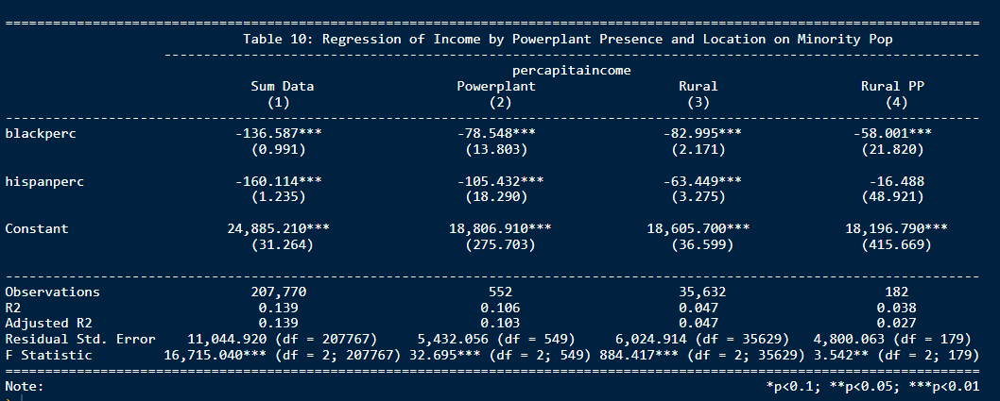 Table 10: Regression of Income by Powerplant Presence and Location on Minority Pop
percapitaincome
Sum Data Powerplant Rural Rural PP
(1) (2) (3) (4)
blackperc -136.587*** -78.548*** -82.995*** -58.001***
(0.991) (13.803) (2.171) (21.820)
hispanperc -160.114*** -105.432*** -63.449*** -16.488
(1.235) (18.290) (3.275) (48.921)
Constant 24,885.210*** 18,806.910*** 18,605.700*** 18,196.790***
(31.264) (275.703) (36.599) (415.669)
Observations 207,770 552 35,632 182
R2 0.139 0.106 0.047 0.038
Adjusted R2 0.139 0.103 0.047 0.027
Residual Std. Error 11,044.920 (df = 207767) 5,432.056 (df = 549) 6,024.914 (df = 35629) 4,800.063 (df = 179)
F Statistic 16,715.040*** (df = 2; 207767) 32.695*** (df = 2; 549) 884.417*** (df = 2; 35629) 3.542** (df = 2; 179)
Note: *p<0.1; **p<0.05; ***p<0.01